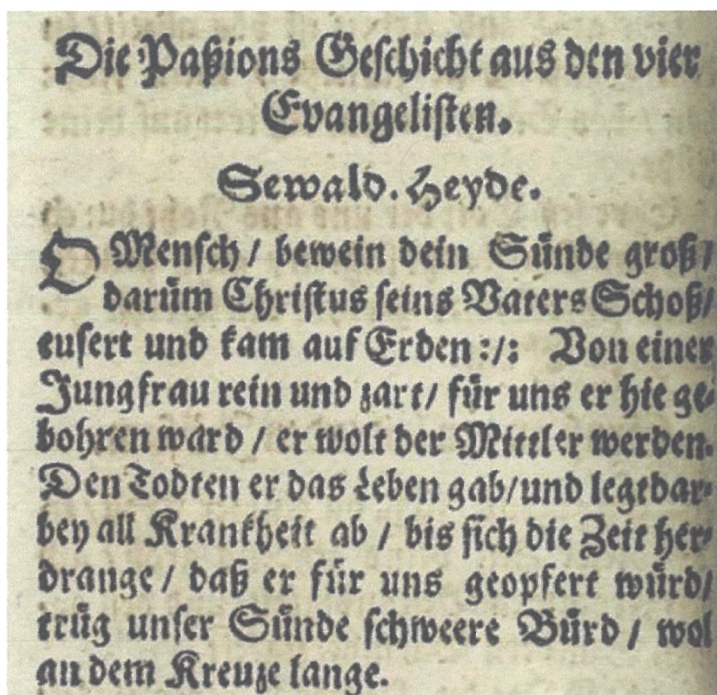 Die Paßions Geschicht aus den vier
Evangelisten.
Sewald. Heyde.
O Mensch / bewein dein Sünde groß /
darüm Christus seins Vaters Schoß /
eusert und kam auf Erden :/: Von einer
Jungfrau rein und zart / für uns er hie ge-
bohren ward / er wolt der Mittler werden.
Den Todten er das Leben gab / und legt dar-
bey all Krankheit ab / bis sich die Zeit her-
drange / daß er für uns geopfert würd /
trüg unser Sünde schweere Bürd / wol
an dem Kreuze lange.